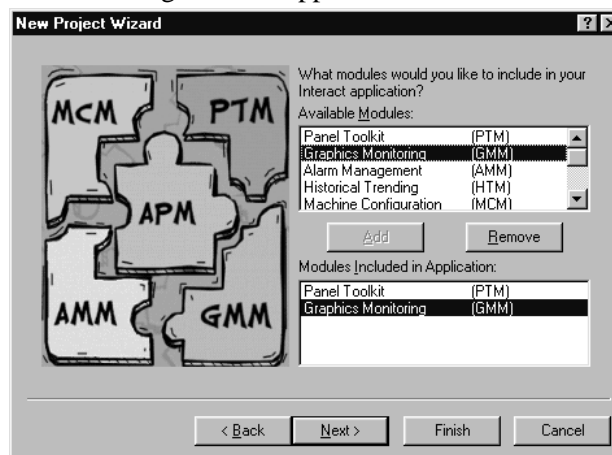 New Project Wizard
MCM
PTM
APM
AMM
GMM
What modules would you like to include in your
Interact application?
Available Modules:
Panel Toolkit (PTM)
Graphics Monitoring (GMM)
Alarm Management (AMM)
Historical Trending (HTM)
Machine Configuration (MCM)
Add
Remove
Modules Included in Application:
Panel Toolkit (PTM)
Graphics Monitoring (GMM)
< Back
Next >
Finish
Cancel